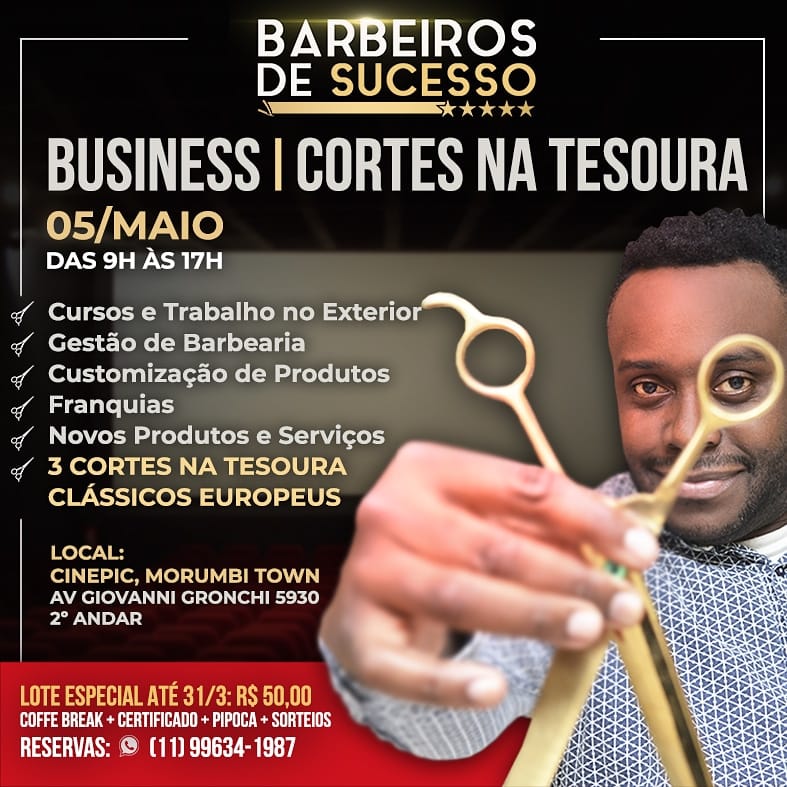 BARBEIROS
DE SUCESSO
BUSINESS | CORTES NA TESOURA
05/MAIO
DAS 9H ÀS 17H
Cursos e Trabalho no Exterior
Gestão de Barbearia
Customização de Produtos
Franquias
Novos Produtos e Serviços
3 CORTES NA TESOURA
CLÁSSICOS EUROPEUS
LOCAL:
CINEPIC, MORUMBI TOWN
AV GIOVANNI GRONCHI 5930
2º ANDAR
LOTE ESPECIAL ATÉ 31/3: R$ 50,00
COFFE BREAK + CERTIFICADO + PIPOCA + SORTEIOS
RESERVAS: (11) 99634-1987